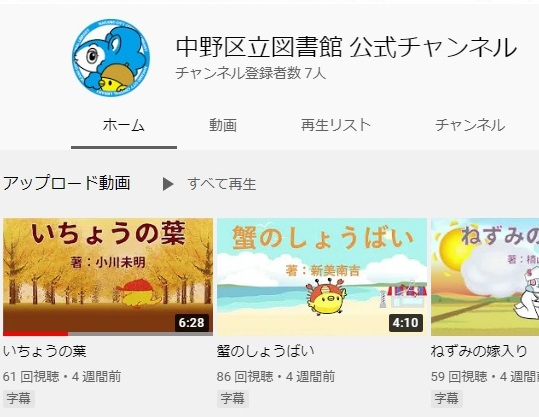 中野区立図書館 公式チャンネル
チャンネル登録者数 7人
ホーム 動画 再生リスト チャンネル
アップロード動画 すべて再生
いちょうの葉 蟹のしょうばい ねずみの
著：小川未明 著：新美南吉 著：楠山
6:28 4:10
いちょうの葉 蟹のしょうばい ねずみの嫁入り
61 回視聴・4 週間前 86 回視聴・4 週間前 59 回視聴・4 週間前
字幕 字幕 字幕